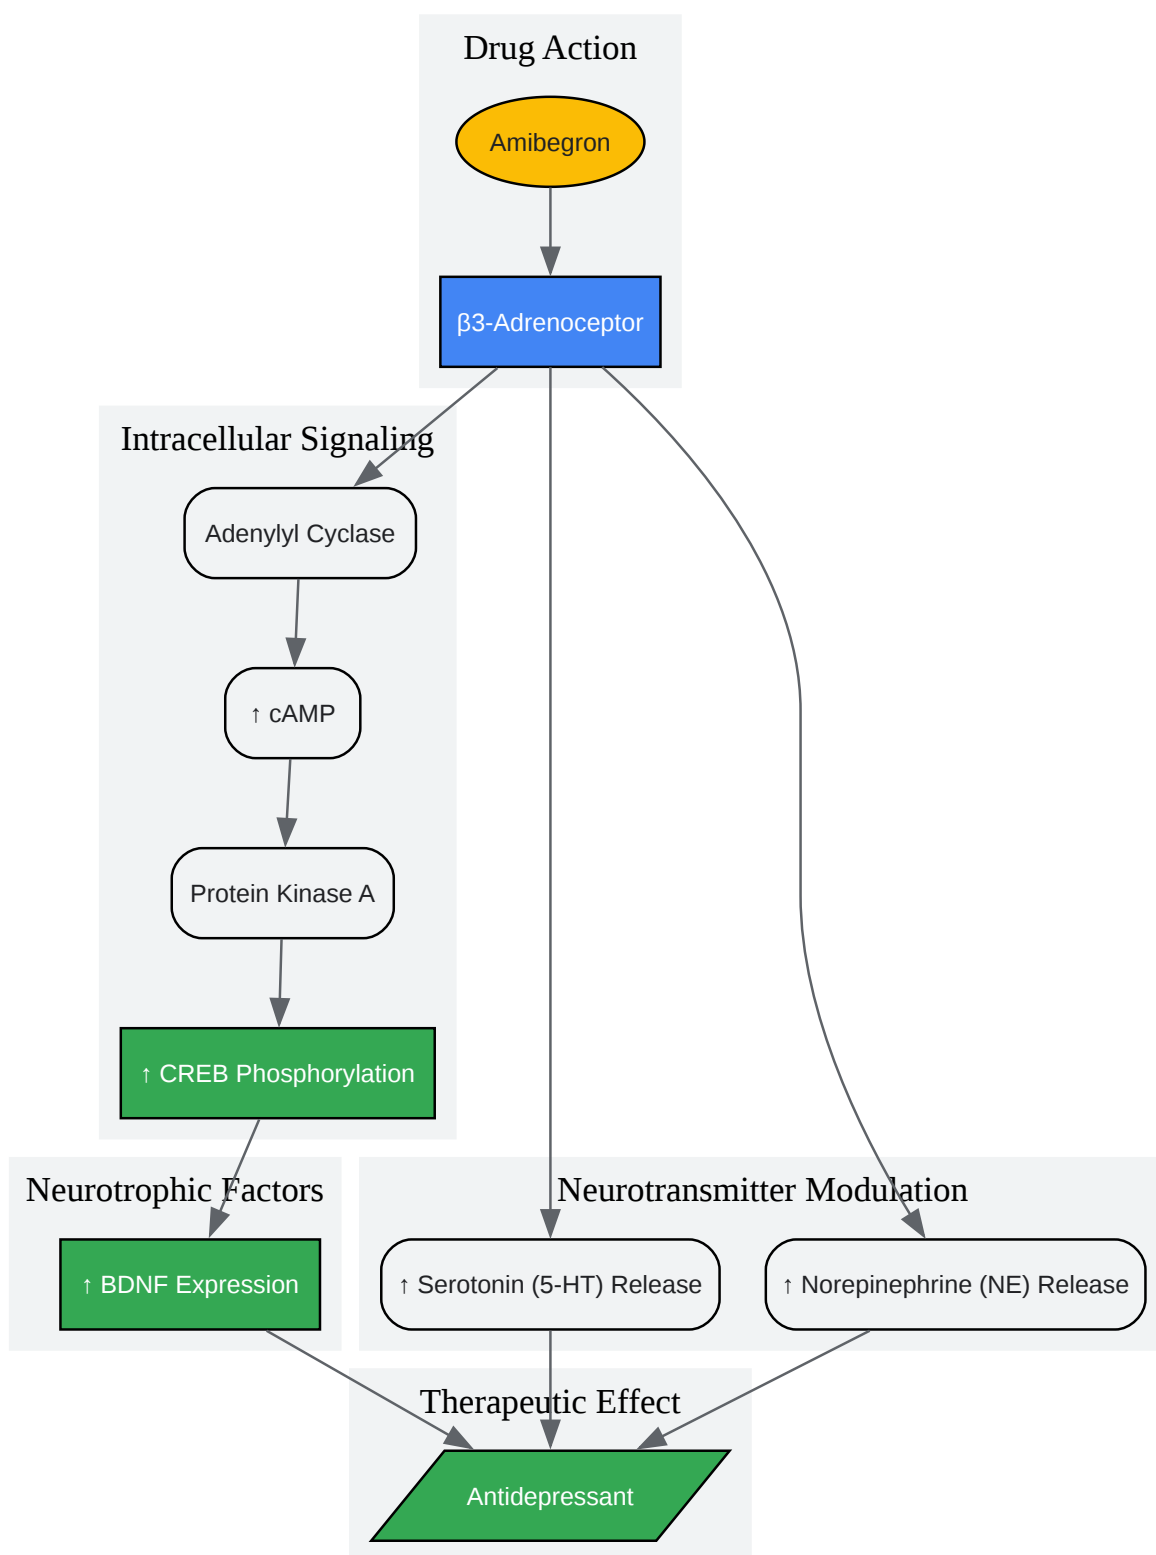 Drug Action
Amibegron
β3-Adrenoceptor
Intracellular Signaling
Adenylyl Cyclase
↑ cAMP
Protein Kinase A
↑ CREB Phosphorylation
Neurotrophic Factors
Neurotransmitter Modulation
↑ BDNF Expression
↑ Serotonin (5-HT) Release
↑ Norepinephrine (NE) Release
Therapeutic Effect
Antidepressant